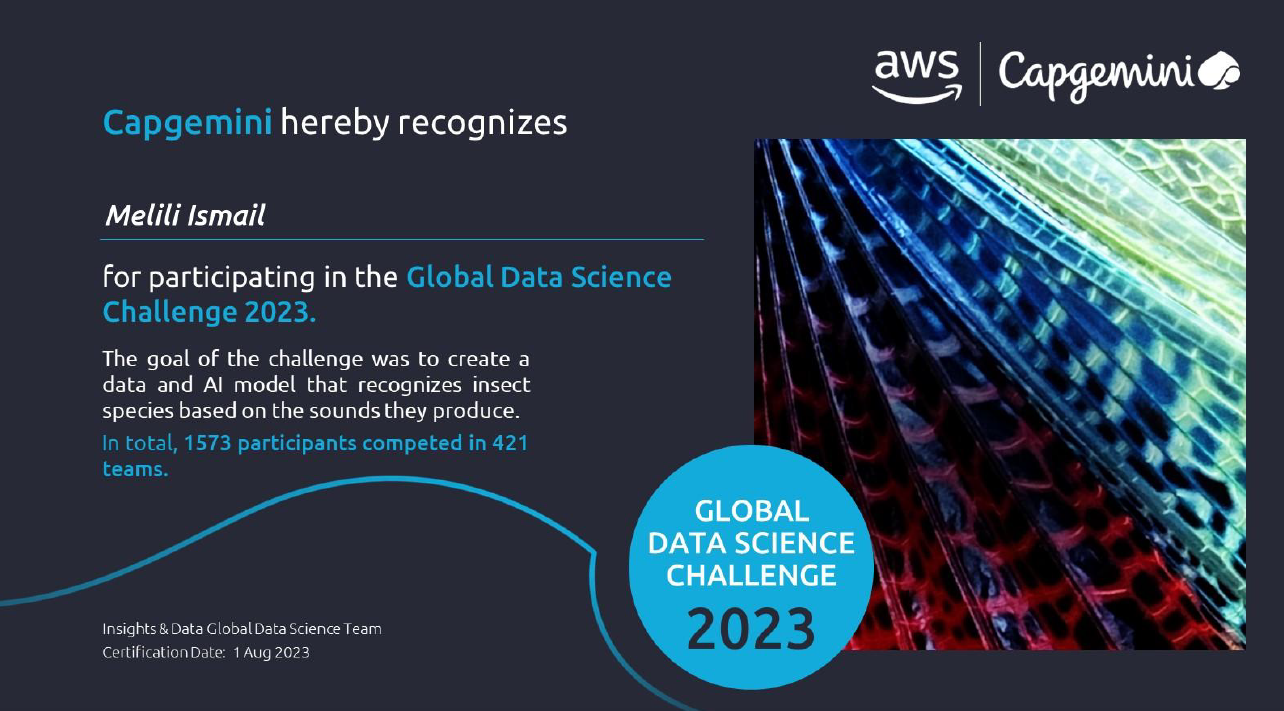 aws
Capgemini
Capgemini hereby recognizes
Melili Ismail
for participating in the Global Data Science
Challenge 2023.
The goal of the challenge was to create a
data and AI model that recognizes insect
species based on the sounds they produce.
In total, 1573 participants competed in 421
teams.
GLOBAL
DATA SCIENCE
CHALLENGE
2023
Insights & Data Global Data Science Team
Certification Date: 1 Aug 2023